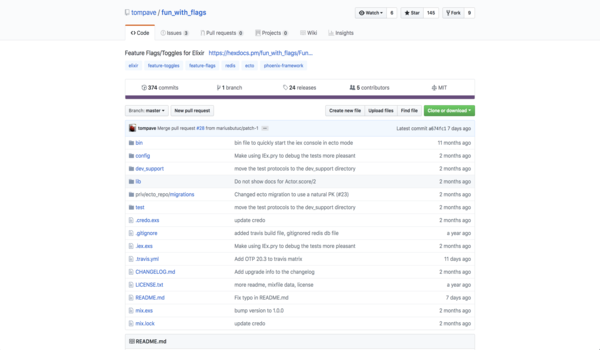 tompave / fun_with_flags
Watch 6 Star 145 Fork 9
Code Issues 3 Pull requests 0 Projects 0 Wiki Insights
Feature Flags/Toggles for Elixir https://hexdocs.pm/fun_with_flags/Fun...
elixir feature-toggles feature-flags redis ecto phoenix-framework
374 commits 1 branch 24 releases 5 contributors MIT
Branch: master New pull request Create new file Upload files Find file Clone or download
tompave Merge pull request #28 from mariusbutuc/patch-1 Latest commit 7 days ago
bin bin file to quickly start the iex console in ecto mode 11 months ago
config Make using IEx.pry to debug the tests more pleasant 2 months ago
dev_support move the test protocols to the dev_support directory 2 months ago
lib Do not show docs for Actor.score/2 2 months ago
priv/ecto_repo/migrations Changed ecto migration to use a natural PK (#23) 2 months ago
test move the test protocols to the dev_support directory 2 months ago
.credo.exs update credo 2 months ago
.gitignore added travis build file, gitignored redis db file a year ago
.iex.exs Make using IEx.pry to debug the tests more pleasant 2 months ago
.travis.yml Add OTP 20.3 to travis matrix 11 days ago
CHANGELOG.md Add upgrade info to the changelog 2 months ago
LICENSE.txt more readme, mixfile data, license a year ago
README.md Fix typo in README.md 7 days ago
mix.exs bump version to 1.0.0 2 months ago
mix.lock update credo 2 months ago
README.md